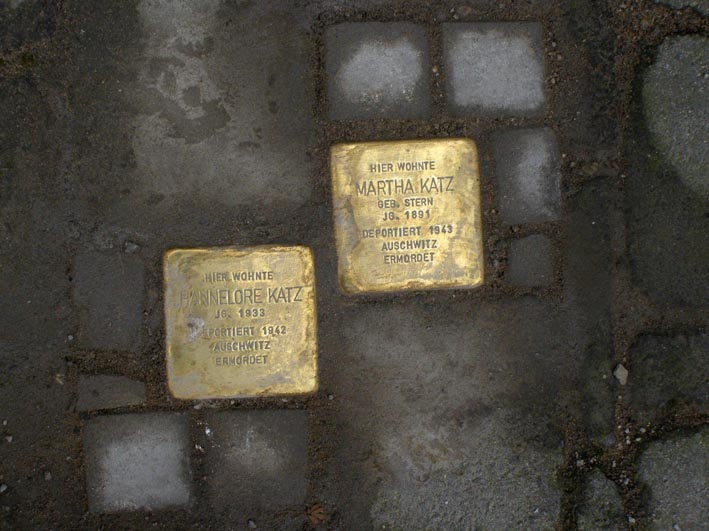 HIER WOHNTE
MARTHA KATZ
GEB. STERN
JG. 1891
DEPORTIERT 1943
AUSCHWITZ
ERMORDET
HIER WOHNTE
HANNELORE KATZ
JG. 1933
DEPORTIERT 1942
AUSCHWITZ
ERMORDET